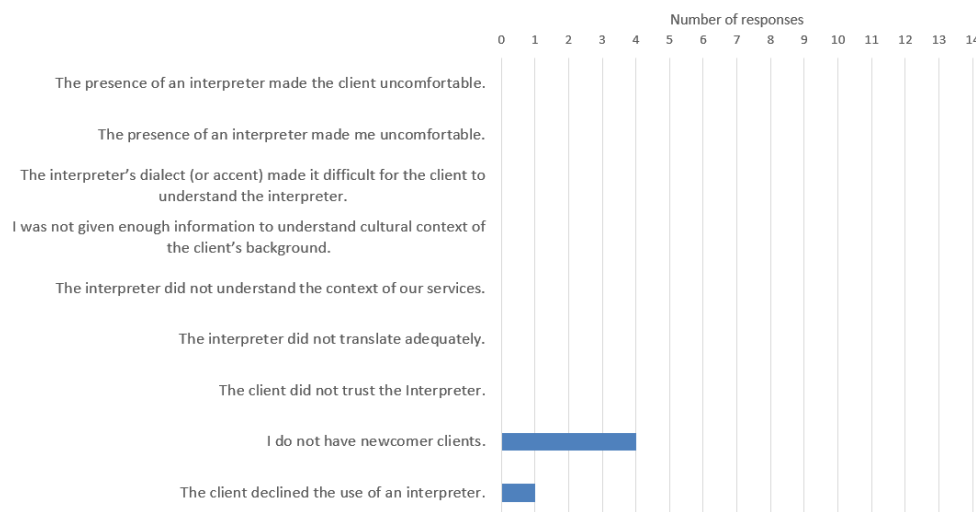 Number of responses
0 1 2 3 4 5 6 7 8 9 10 11 12 13 14
The presence of an interpreter made the client uncomfortable.
The presence of an interpreter made me uncomfortable.
The interpreter’s dialect (or accent) made it difficult for the client to
understand the interpreter.
I was not given enough information to understand cultural context of
the client’s background.
The interpreter did not understand the context of our services.
The interpreter did not translate adequately.
The client did not trust the Interpreter.
I do not have newcomer clients.
The client declined the use of an interpreter.